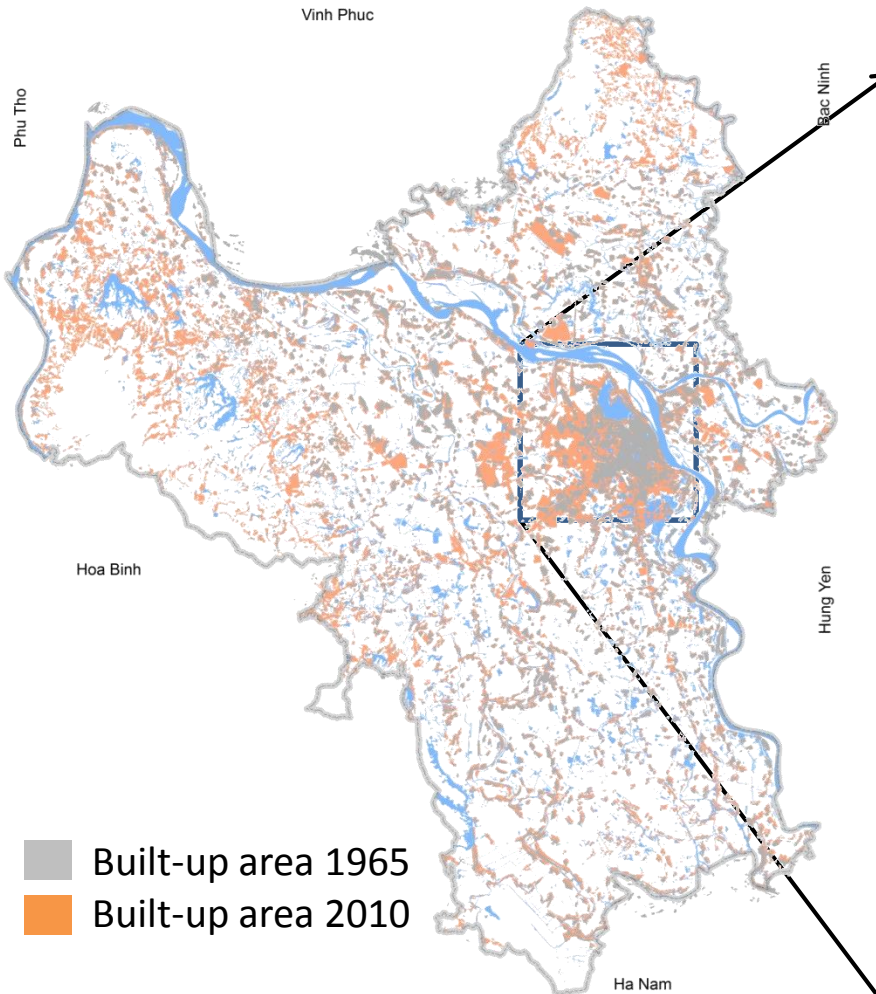 Vinh Phuc
Phu Tho
Bac Ninh
Hoa Binh
Hung Yen
Built-up area 1965
Built-up area 2010
Ha Nam